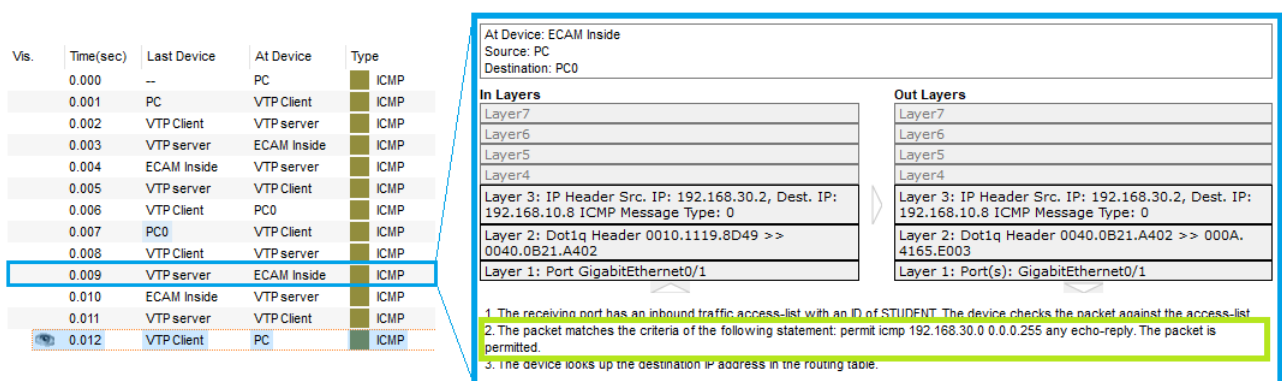 Vis. Time(sec) Last Device At Device Type
0.000 -- PC ICMP
0.001 PC VTP Client ICMP
0.002 VTP Client VTP server ICMP
0.003 VTP server ECAM Inside ICMP
0.004 ECAM Inside VTP server ICMP
0.005 VTP server VTP Client ICMP
0.006 VTP Client PC0 ICMP
0.007 PC0 VTP Client ICMP
0.008 VTP Client VTP server ICMP
0.009 VTP server ECAM Inside ICMP
0.010 ECAM Inside VTP server ICMP
0.011 VTP server VTP Client ICMP
0.012 VTP Client PC ICMP
At Device: ECAM Inside
Source: PC
Destination: PC0
In Layers
Layer7
Layer6
Layer5
Layer4
Layer 3: IP Header Src. IP: 192.168.30.2, Dest. IP:
192.168.10.8 ICMP Message Type: 0
Layer 2: Dot1q Header 0010.1119.8D49 >>
0040.0B21.A402
Layer 1: Port GigabitEthernet0/1
Out Layers
Layer7
Layer6
Layer5
Layer4
Layer 3: IP Header Src. IP: 192.168.30.2, Dest. IP:
192.168.10.8 ICMP Message Type: 0
Layer 2: Dot1q Header 0040.0B21.A402 >> 000A.
4165.E003
Layer 1: Port(s): GigabitEthernet0/1
1. The receiving port has an inbound traffic access-list with an ID of STUDENT. The device checks the packet against the access-list.
2. The packet matches the criteria of the following statement: permit icmp 192.168.30.0 0.0.0.255 any echo-reply. The packet is
permitted.
3. The device looks up the destination IP address in the routing table.